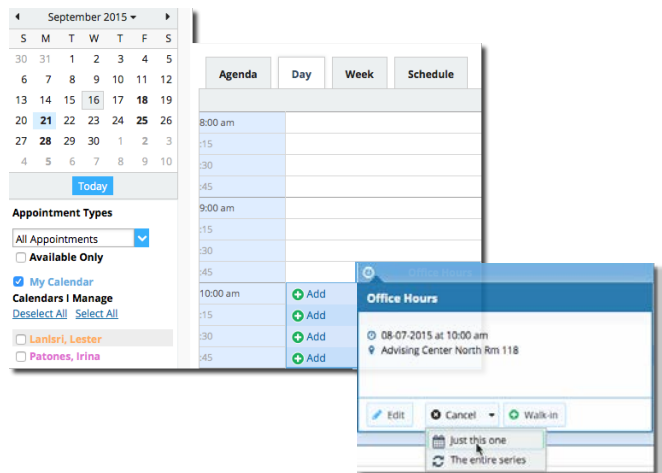 September 2015
S M T W T F S
30 31 1 2 3 4 5
6 7 8 9 10 11 12
13 14 15 16 17 18 19
20 21 22 23 24 25 26
27 28 29 30 1 2 3
4 5 6 7 8 9 10
Today
Appointment Types
All Appointments
Available Only
My Calendar
Calendars I Manage
Deselect All Select All
Lanisri, Lester
Patones, Irina
Agenda Day Week Schedule
8:00 am
:15
:30
:45
9:00 am
:15
:30
:45
10:00 am Add
:15 Add
:30 Add
:45 Add
Office Hours
Office Hours
08-07-2015 at 10:00 am
Advising Center North Rm 118
Edit Cancel Walk-in
Just this one
The entire series